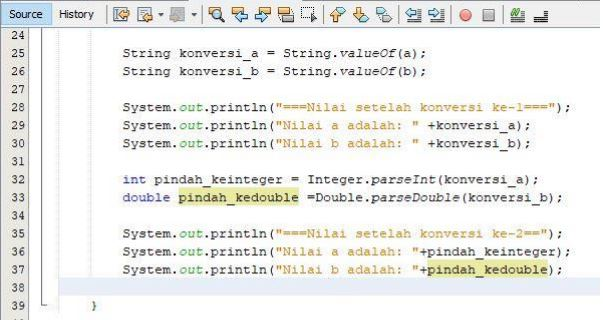 Source History
24
25 String konversi_a = String.valueOf(a);
26 String konversi_b = String.valueOf(b);
27
28 System.out.println("===Nilai setelah konversi ke-1===");
29 System.out.println("Nilai a adalah: " +konversi_a);
30 System.out.println("Nilai b adalah: " +konversi_b);
31
32 int pindah_keinteger = Integer.parseInt(konversi_a);
33 double pindah_kedouble =Double.parseDouble(konversi_b);
34
35 System.out.println("===Nilai setelah konversi ke-2==");
36 System.out.println("Nilai a adalah: "+pindah_keinteger);
37 System.out.println("Nilai b adalah: "+pindah_kedouble);
38
39 }